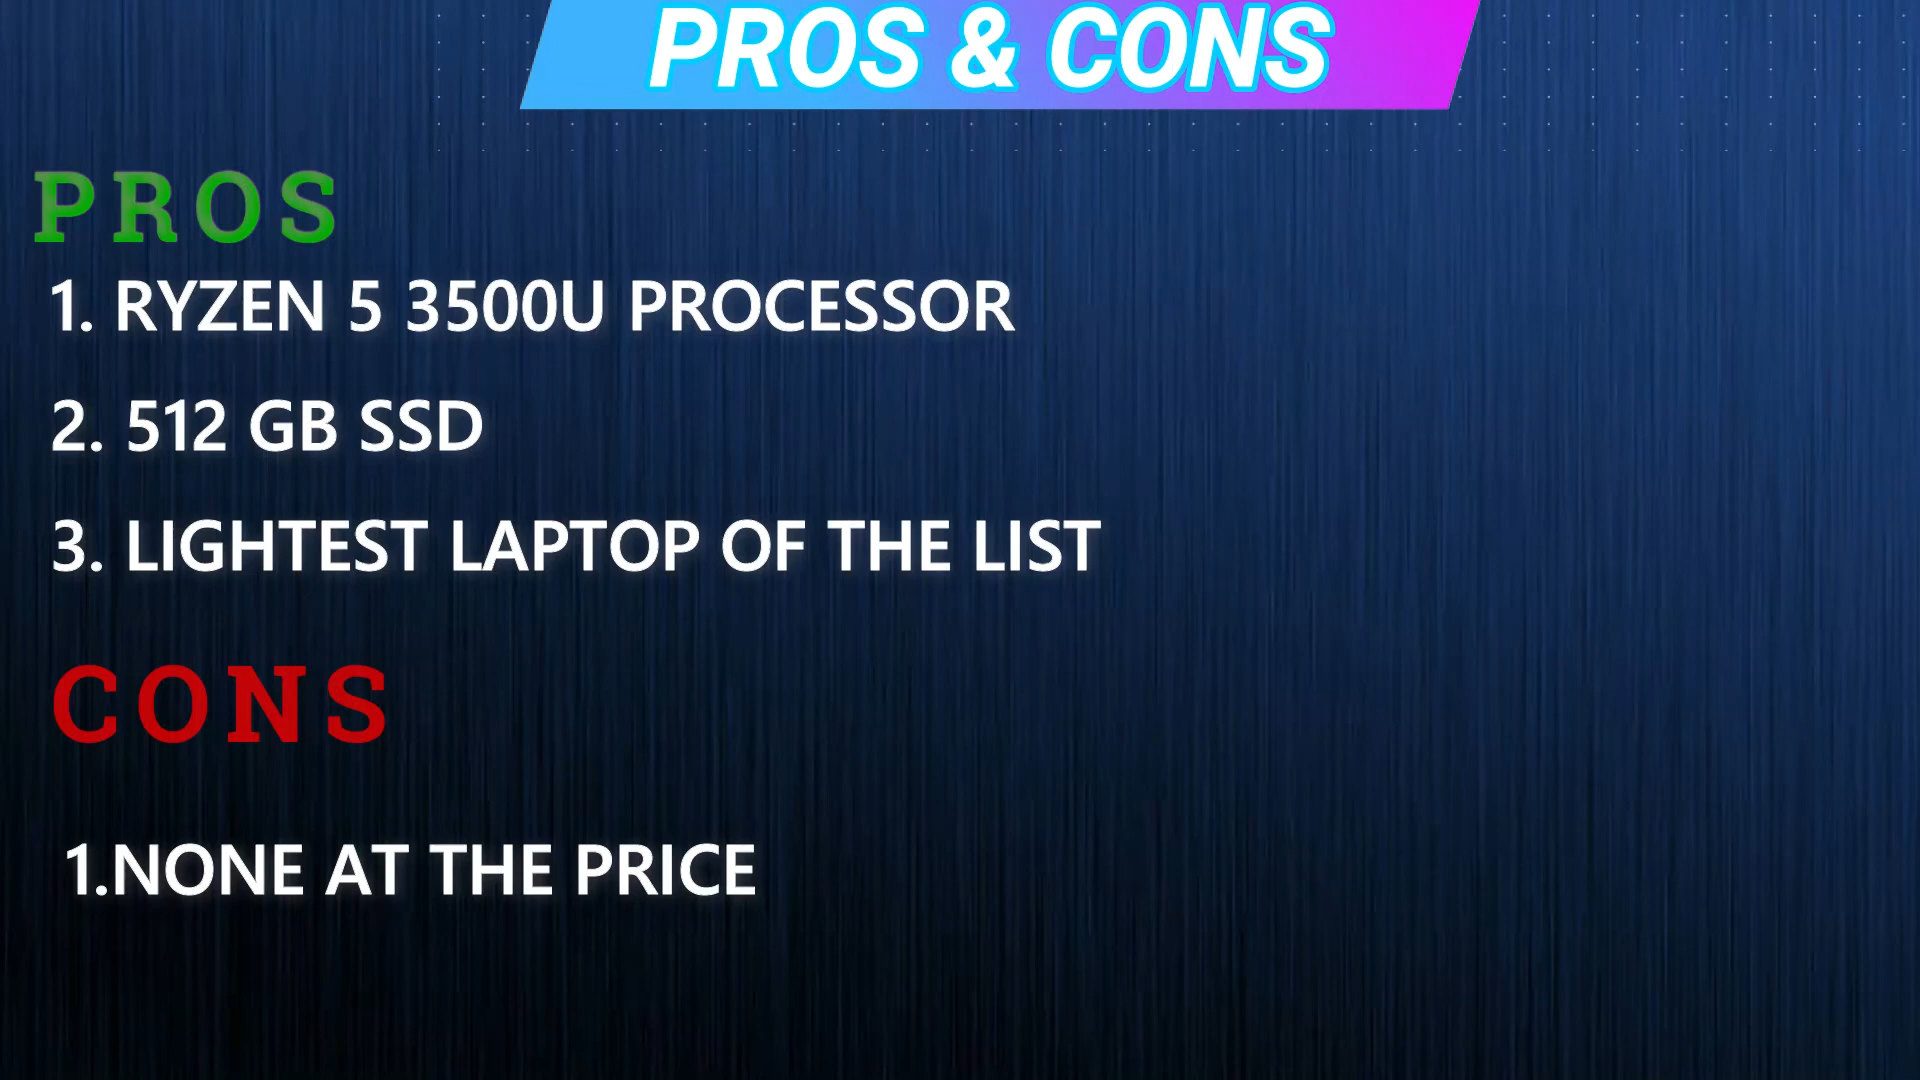 PROS & CONS
PROS
1. RYZEN 5 3500U PROCESSOR
2. 512 GB SSD
3. LIGHTEST LAPTOP OF THE LIST
CONS
1.NONE AT THE PRICE